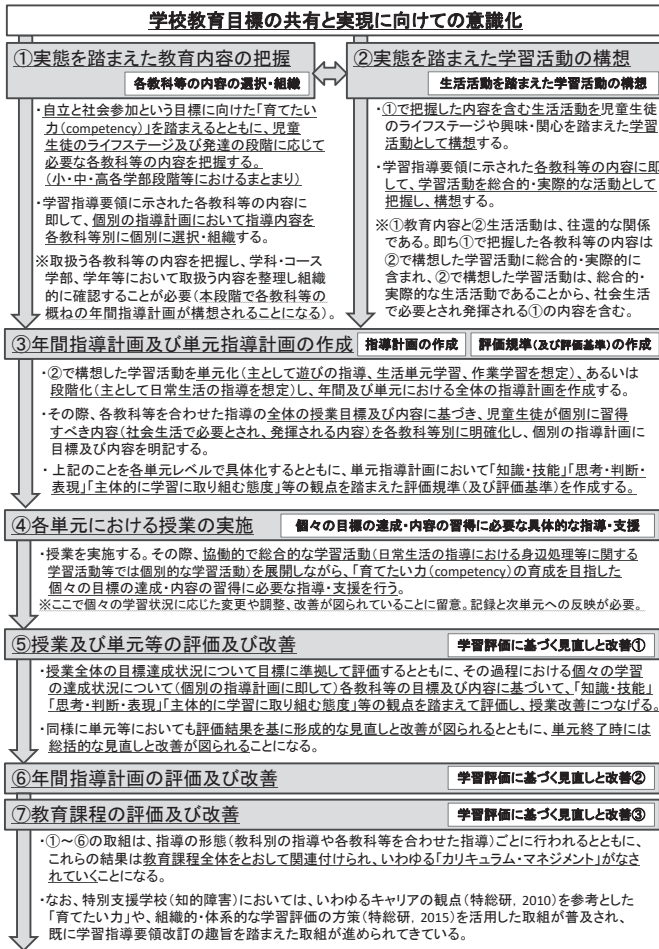 学校教育目標の共有と実現に向けての意識化
①実態を踏まえた教育内容の把握
各教科等の内容の選択・組織
・自立と社会参加という目標に向けた「育てたい
力（competency）」を踏まえるとともに、児童
生徒のライフステージ及び発達の段階に応じて
必要な各教科等の内容を把握する。
（小・中・高各学部段階等におけるまとまり）
・学習指導要領に示された各教科等の内容に
即して、個別の指導計画において指導内容を
各教科等別に個別に選択・組織する。
※取扱う各教科等の内容を把握し、学科・コース
学部、学年等において取扱う内容を整理し組織
的に確認することが必要（本段階で各教科等の
概ねの年間指導計画が構想されることになる）。
②実態を踏まえた学習活動の構想
生活活動を踏まえた学習活動の構想
・①で把握した内容を含む生活活動を児童生徒
のライフステージや興味・関心を踏まえた学習
活動として構想する。
・学習指導要領に示された各教科等の内容に即
して、学習活動を総合的・実際的な活動として
把握し、構想する。
※①教育内容と②生活活動は、往還的な関係
である。即ち①で把握した各教科等の内容は
②で構想した学習活動に総合的・実際的に
含まれ、②で構想した学習活動は、総合的・
実際的な生活活動であることから、社会生活
で必要とされ発揮される①の内容を含む。
③年間指導計画及び単元指導計画の作成
指導計画の作成
評価規準（及び評価基準）の作成
・②で構想した学習活動を単元化（主として遊びの指導、生活単元学習、作業学習を想定）、あるいは
段階化（主として日常生活の指導を想定）し、年間及び単元における全体の指導計画を作成する。
・その際、各教科等を合わせた指導の全体の授業目標及び内容に基づき、児童生徒が個別に習得
すべき内容（社会生活で必要とされ、発揮される内容）を各教科等別に明確化し、個別の指導計画に
目標及び内容を明記する。
・上記のことを各単元レベルで具体化するとともに、単元指導計画において「知識・技能」「思考・判断・
表現」「主体的に学習に取り組む態度」等の観点を踏まえた評価規準（及び評価基準）を作成する。
④各単元における授業の実施
個々の目標の達成・内容の習得に必要な具体的な指導・支援
・授業を実施する。その際、協働的で総合的な学習活動（日常生活の指導における身辺処理等に関する
学習活動等では個別的な学習活動）を展開しながら、「育てたい力（competency）の育成を目指した
個々の目標の達成・内容の習得に必要な指導・支援を行う。
※ここで個々の学習状況に応じた変更や調整、改善が図られていることに留意。記録と次単元への反映が必要。
⑤授業及び単元等の評価及び改善
学習評価に基づく見直しと改善①
・授業全体の目標達成状況について目標に準拠して評価するとともに、その過程における個々の学習
の達成状況について（個別の指導計画に即して）各教科等の目標及び内容に基づいて、「知識・技能」
「思考・判断・表現」「主体的に学習に取り組む態度」等の観点を踏まえて評価し、授業改善につなげる。
・同様に単元等においても評価結果を基に形成的な見直しと改善が図られるとともに、単元終了時には
総括的な見直しと改善が図られることになる。
⑥年間指導計画の評価及び改善
学習評価に基づく見直しと改善②
⑦教育課程の評価及び改善
学習評価に基づく見直しと改善③
・①～⑥の取組は、指導の形態（教科別の指導や各教科等を合わせた指導）ごとに行われるとともに、
これらの結果は教育課程全体をとおして関連付けられ、いわゆる「カリキュラム・マネジメント」がなさ
れていくことになる。
・なお、特別支援学校（知的障害）においては、いわゆるキャリアの観点（特総研，2010）を参考とした
「育てたい力」や、組織的・体系的な学習評価の方策（特総研，2015）を活用した取組が普及され、
既に学習指導要領改訂の趣旨を踏まえた取組が進められてきている。